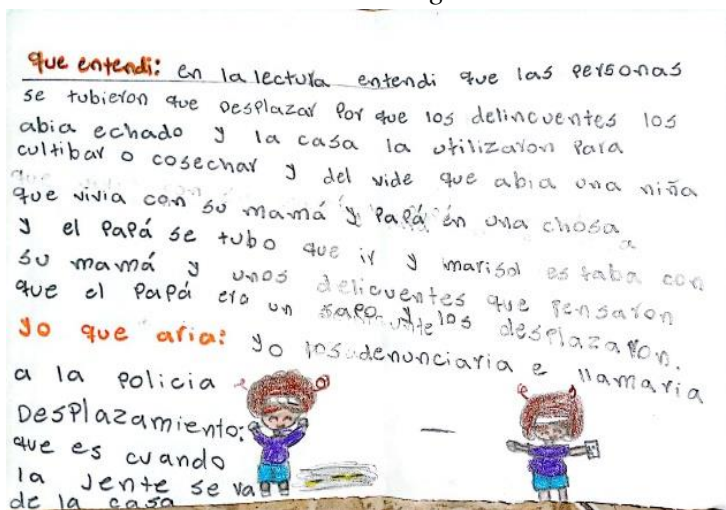 que entendi: en la lectura entendi que las personas
se tubieron que Desplazar Por que los delincuentes los
abia echado y la casa la utilizaron Para
cultibar o cosechar y del vide que abia una niña
que vivia con su mamá y Papá en una chosa
y el Papá se tubo que ir y marisol estaba con
su mamá y unos delicuentes que Pensaron
que el Papá era un sapo y los desplazaron.
yo que aria: yo los denunciaria e llamaria
a la policia
Desplazamiento:
que es cuando
la Jente se va
de la casa